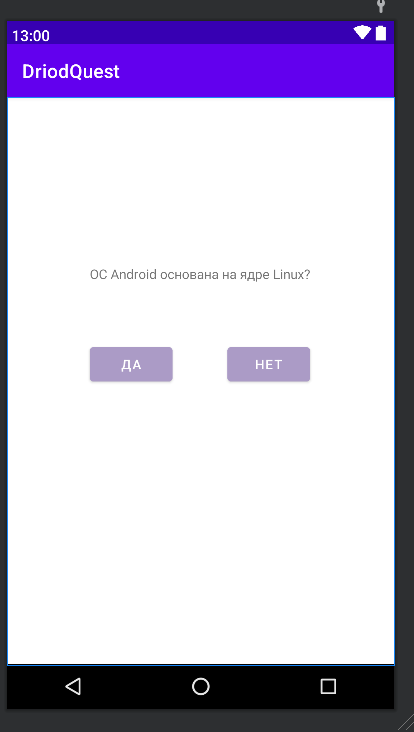 13:00
DriodQuest
ОС Android основана на ядре Linux?
ДА
НЕТ